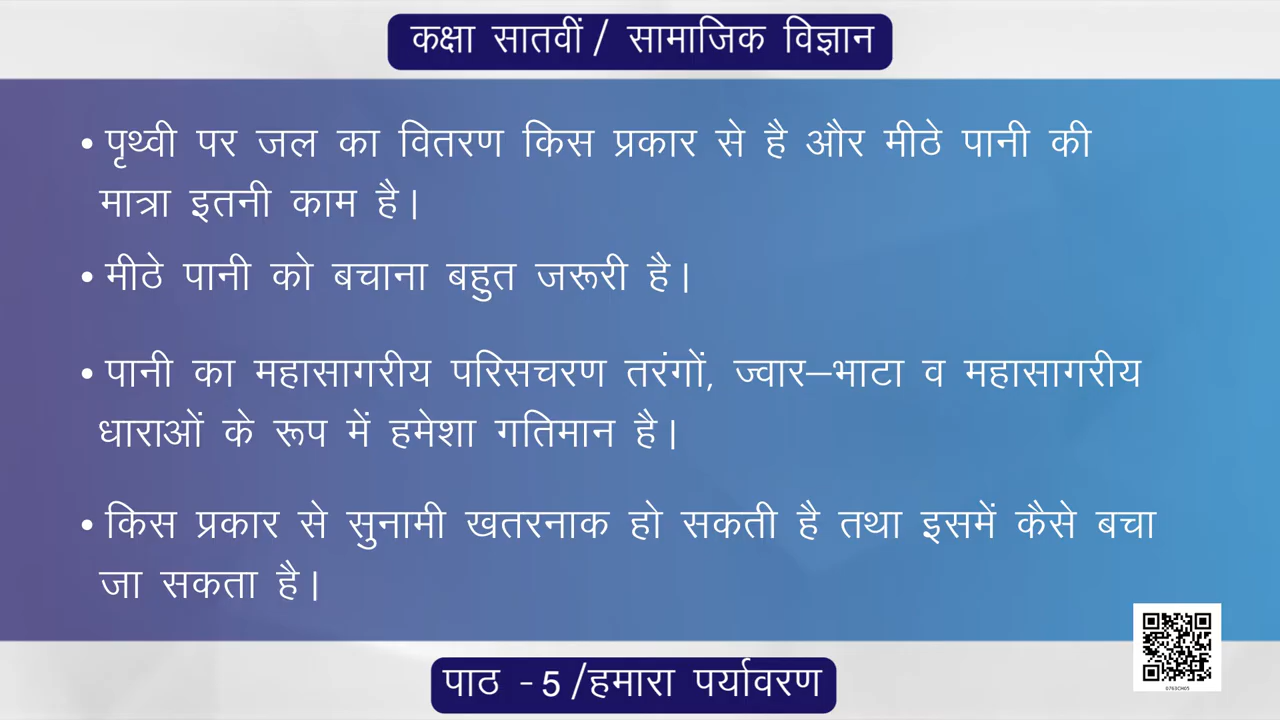 कक्षा सातवीं / सामाजिक विज्ञान
• पृथ्वी पर जल का वितरण किस प्रकार से है और मीठे पानी की
मात्रा इतनी काम है।
• मीठे पानी को बचाना बहुत जरूरी है।
• पानी का महासागरीय परिसचरण तरंगों, ज्वार–भाटा व महासागरीय
धाराओं के रूप में हमेशा गतिमान है।
• किस प्रकार से सुनामी खतरनाक हो सकती है तथा इसमें कैसे बचा
जा सकता है।
0763CH05
पाठ - 5 /हमारा पर्यावरण